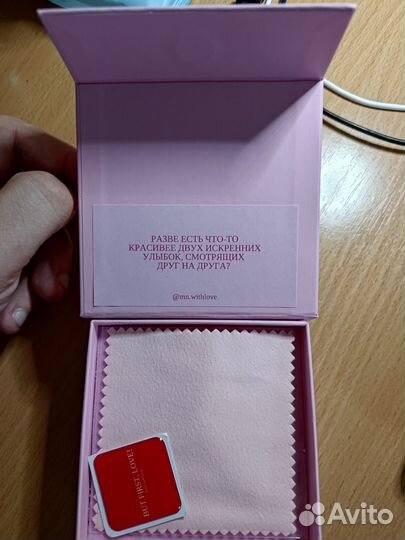 РАЗВЕ ЕСТЬ ЧТО-ТО
КРАСИВЕЕ ДВУХ ИСКРЕННИХ
УЛЫБОК, СМОТРЯЩИХ
ДРУГ НА ДРУГА?
@mn.withlove
BUT FIRST, LOVE!
Avito